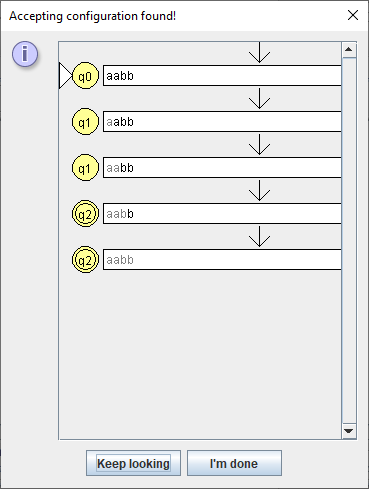 Accepting configuration found!
i
q0 aabb
q1 aabb
q1 aabb
q2 aabb
q2 aabb
Keep looking I'm done